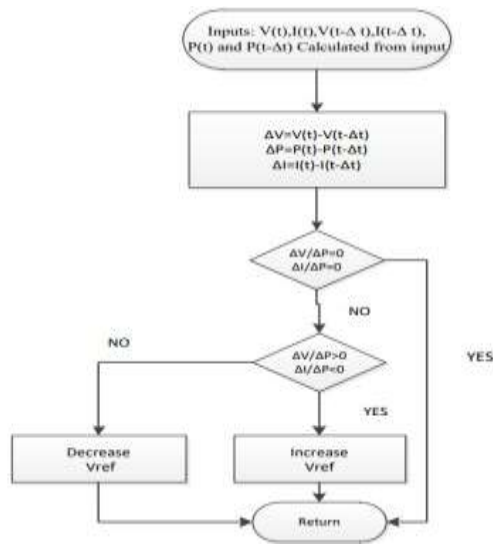 Inputs: V(t),I(t),V(t-Δ t),I(t-Δ t),
P(t) and P(t-Δt) Calculated from input
ΔV=V(t)-V(t-Δt)
ΔP=P(t)-P(t-Δt)
ΔI=I(t)-I(t-Δt)
ΔV/ΔP=0
ΔI/ΔP=0
NO
NO
YES
ΔV/ΔP>0
ΔI/ΔP<0
YES
Decrease
Vref
Increase
Vref
Return